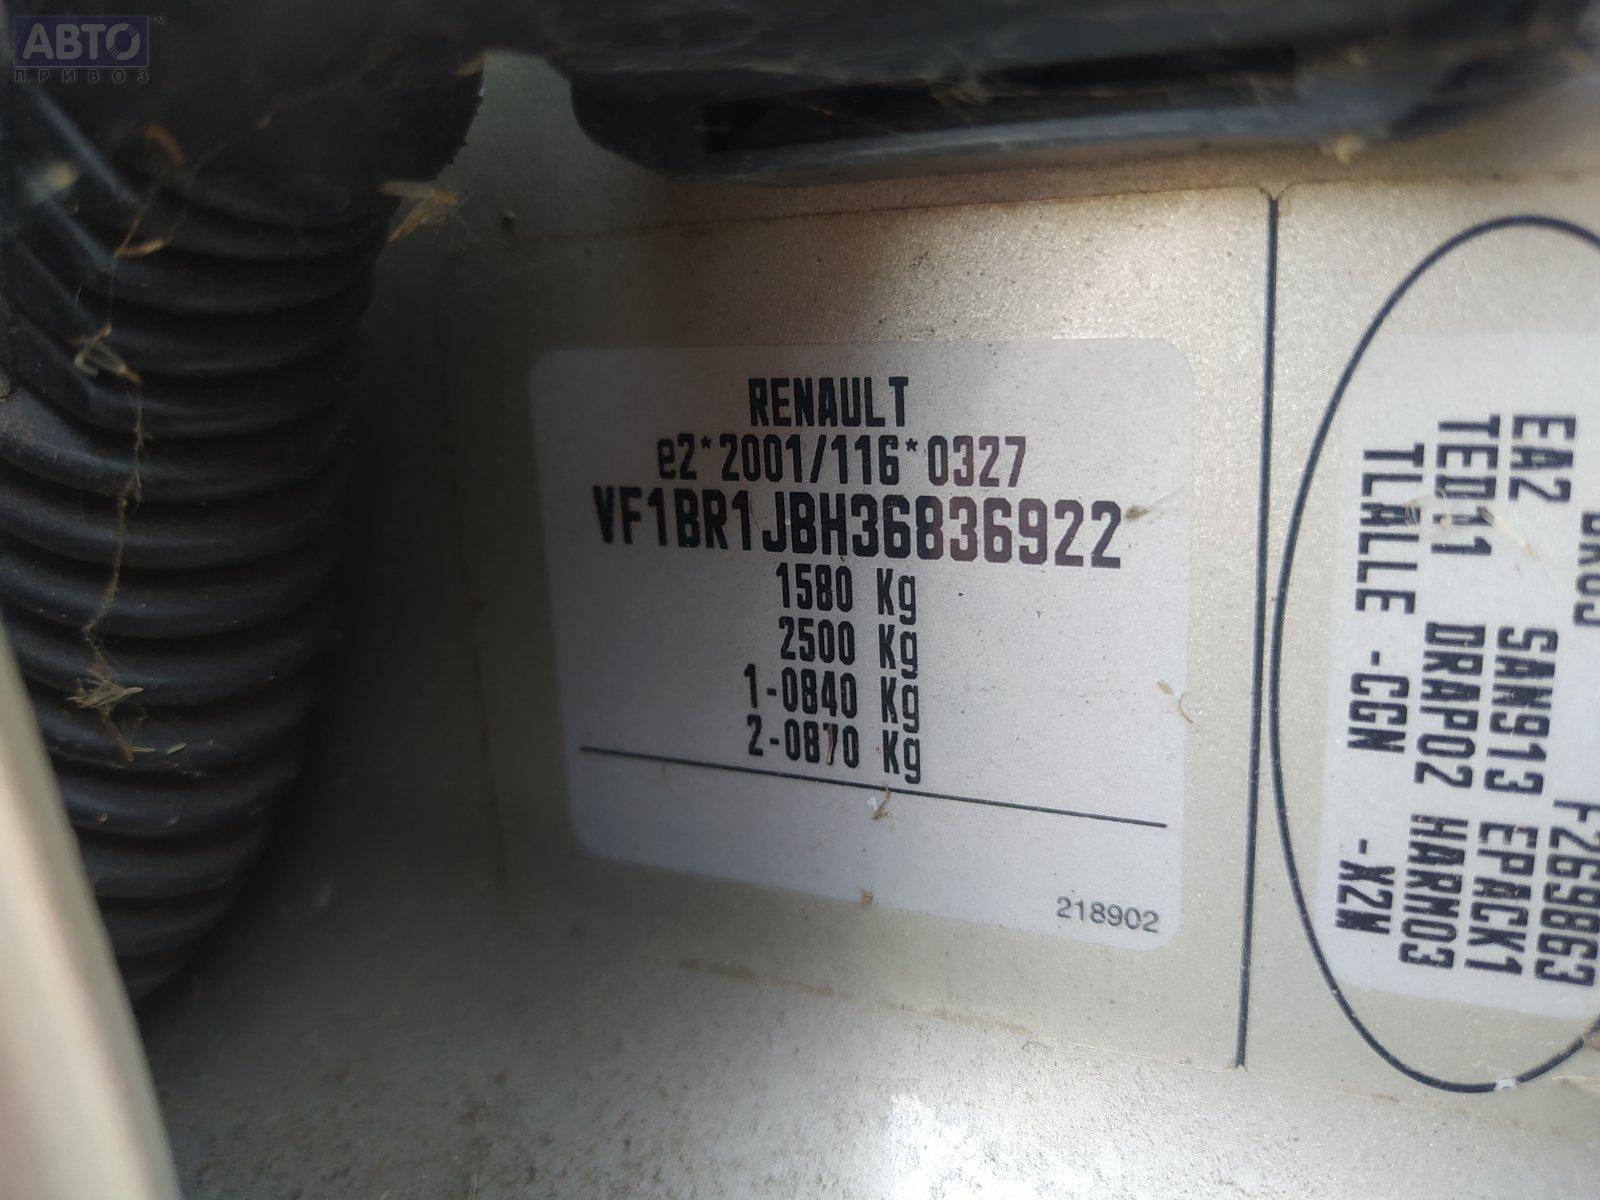 АВТО
ПРИВОЗ
RENAULT
e2*2001/116*0327
VF1BR1JBH36836922
1580 Kg
2500 Kg
1-0840 Kg
2-0870 Kg
218902
F269863
EA2 SAN913
TED11 EPACK1
DRAP02 HARM03
TLALLE -CGN -X2W